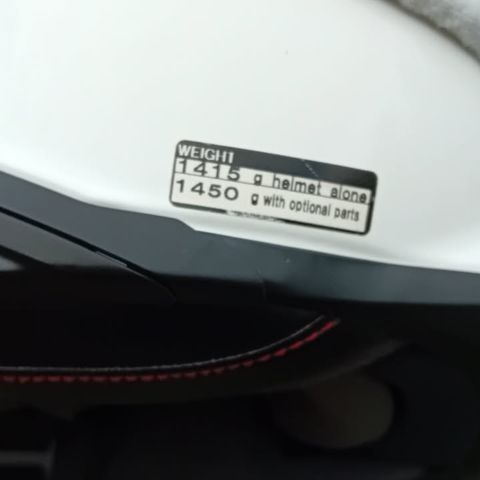 WEIGHT
1415 g helmet alone
1450 g with optional parts